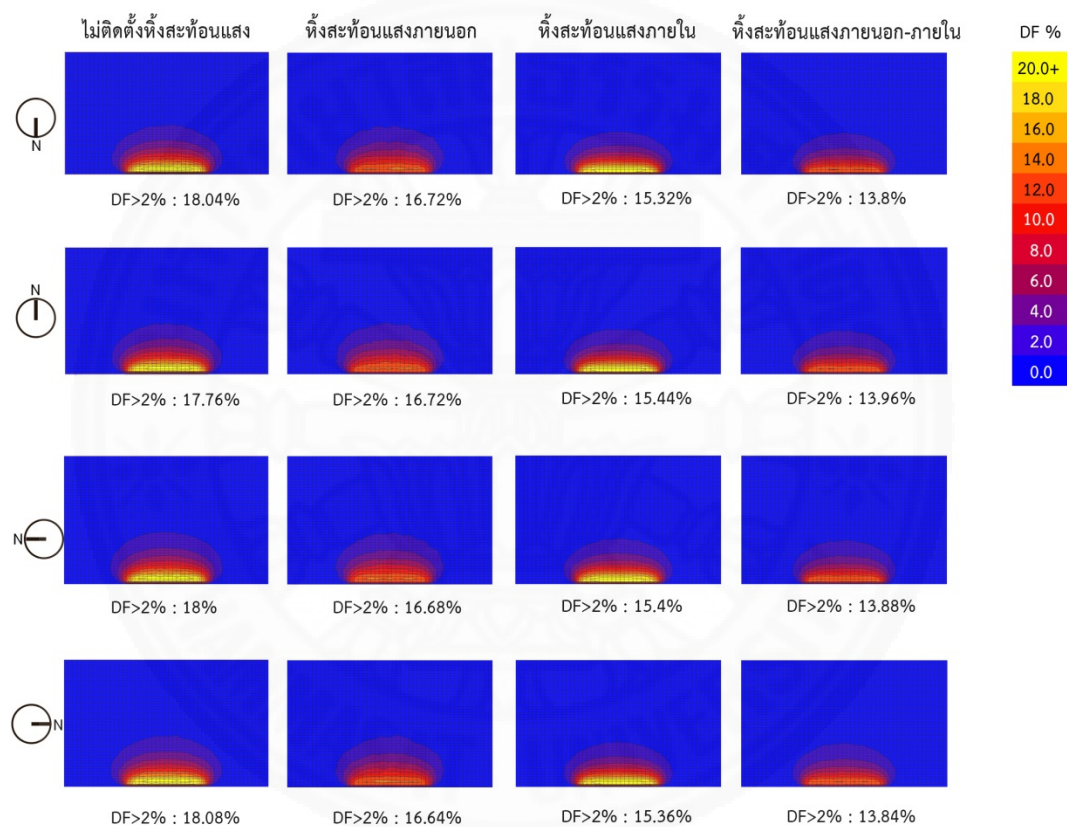 ไม่ติดตั้งหิ้งสะท้อนแสง หิ้งสะท้อนแสงภายนอก หิ้งสะท้อนแสงภายใน หิ้งสะท้อนแสงภายนอก-ภายใน DF %
20.0+
18.0
16.0
14.0
12.0
10.0
8.0
6.0
4.0
2.0
0.0
N
DF>2% : 18.04% DF>2% : 16.72% DF>2% : 15.32% DF>2% : 13.8%
N
DF>2% : 17.76% DF>2% : 16.72% DF>2% : 15.44% DF>2% : 13.96%
N
DF>2% : 18% DF>2% : 16.68% DF>2% : 15.4% DF>2% : 13.88%
N
DF>2% : 18.08% DF>2% : 16.64% DF>2% : 15.36% DF>2% : 13.84%